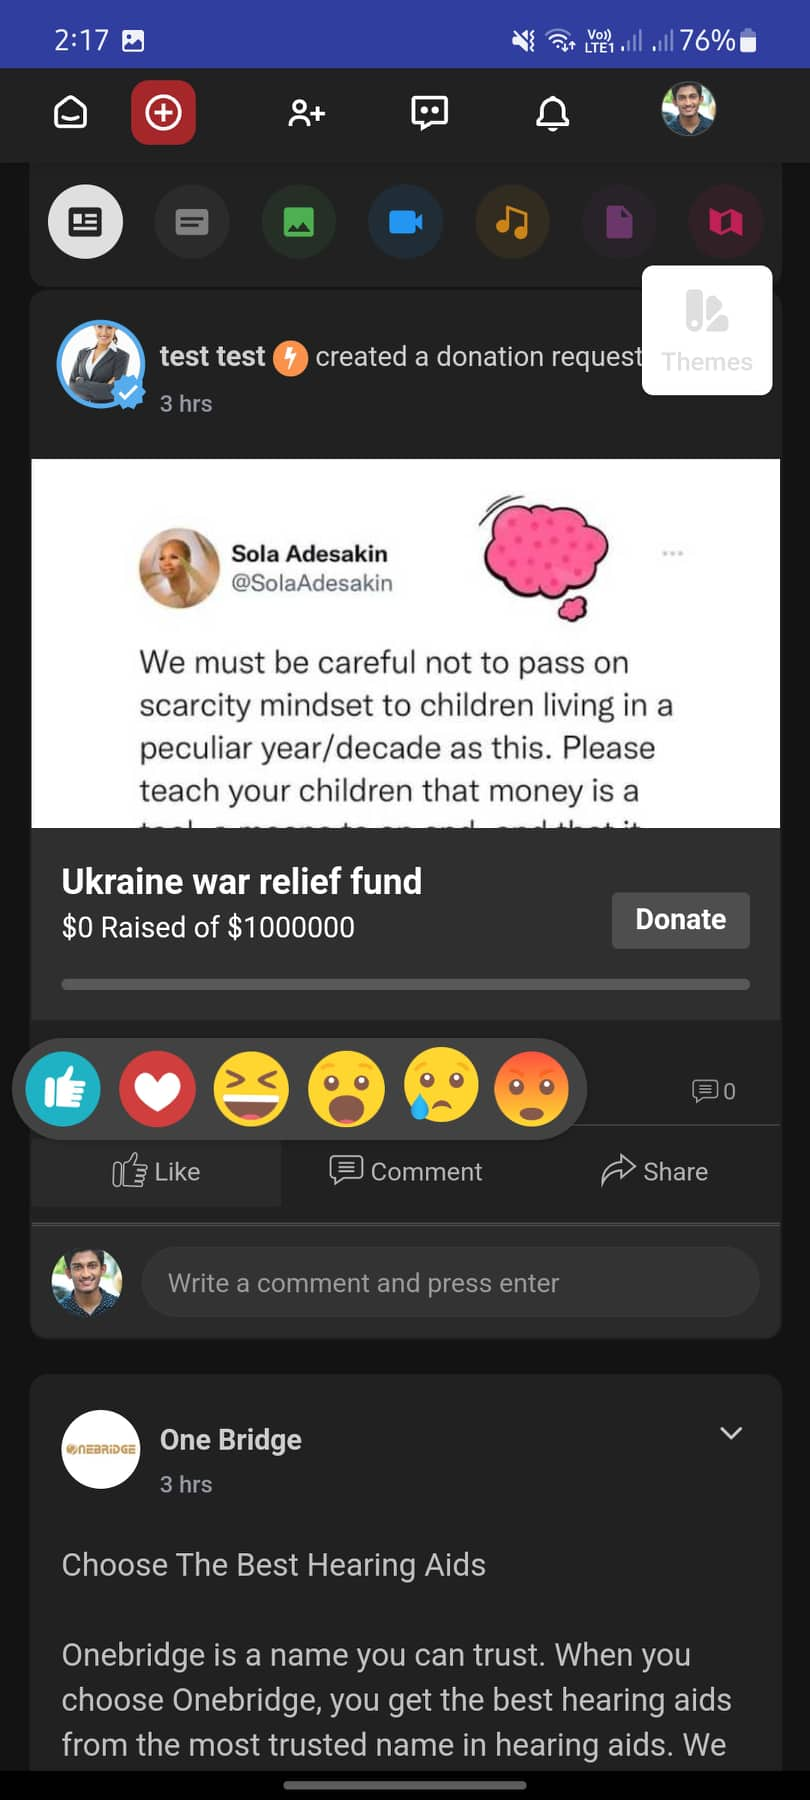 2:17
Vo)) LTE1 76%
test test created a donation request
Themes
3 hrs
Sola Adesakin
@SolaAdesakin
We must be careful not to pass on
scarcity mindset to children living in a
peculiar year/decade as this. Please
teach your children that money is a
Ukraine war relief fund
$0 Raised of $1000000
Donate
0
Like
Comment
Share
Write a comment and press enter
ONEBRIDGE
One Bridge
3 hrs
Choose The Best Hearing Aids
Onebridge is a name you can trust. When you
choose Onebridge, you get the best hearing aids
from the most trusted name in hearing aids. We